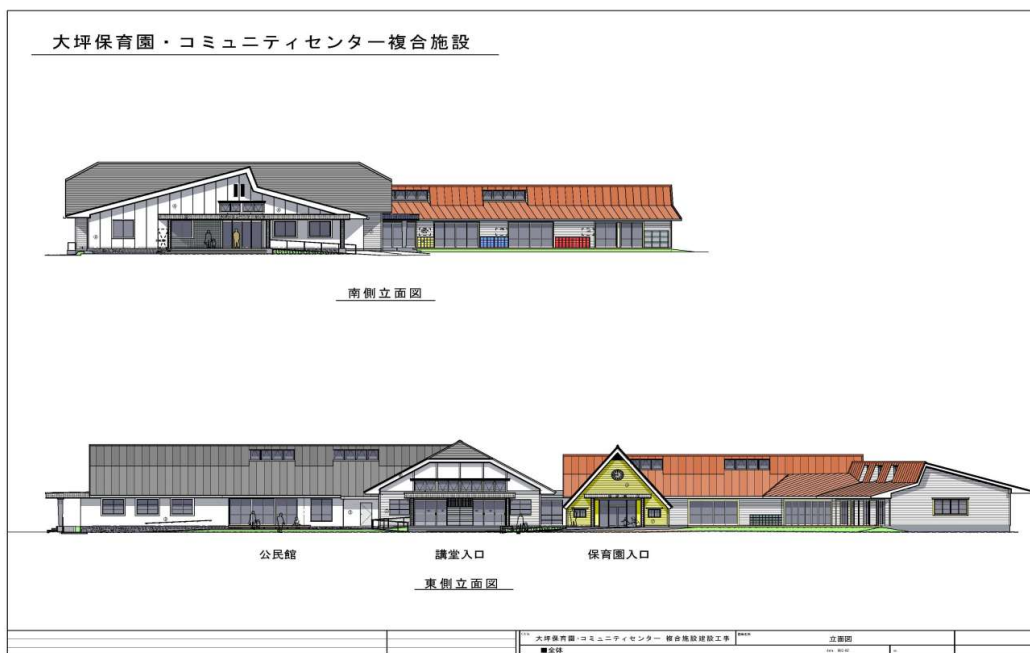 大坪保育園・コミュニティセンター複合施設
南側立面図
公民館
講堂入口
保育園入口
東側立面図
大坪保育園・コミュニティセンター 複合施設建設工事
立面図
■全体